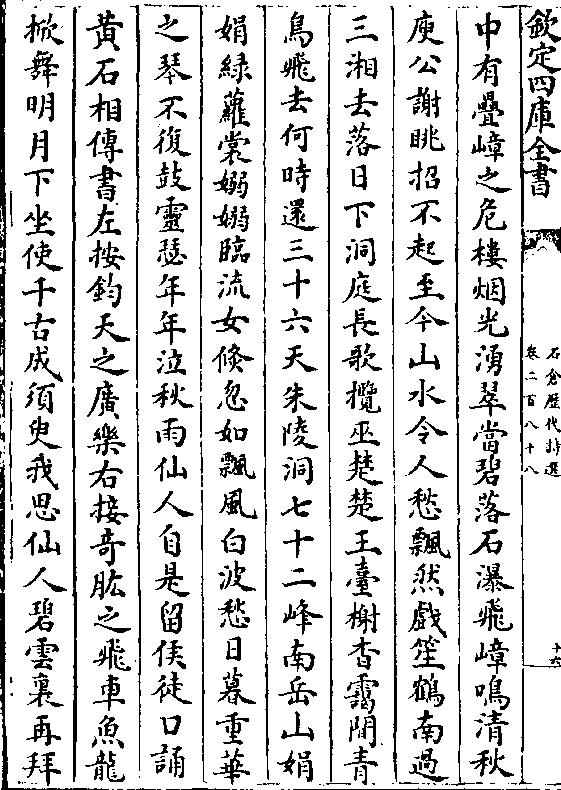 欽定四庫全書
石倉歷代詩選
卷二百八十八
十六
中有疊嶂之危樓烟光湧翠當碧落石瀑飛嶂鳴清秋
庾公謝眺招不起至今山水令人愁飄然戲笙鶴南過
三湘去落日下洞庭長歌攬巫楚楚王臺榭杳靄間青
鳥飛去何時還三十六天朱陵洞七十二峰南岳山娟
娟綠蘿裳嫋嫋臨流女倐忽如飄風白波愁日暮重華
之琴不復鼓靈瑟年年泣秋雨仙人自是留侯徒口誦
黄石相傳書左按鈞天之廣樂右接奇肱之飛車魚龍
掀舞明月下坐使千古成須臾我思仙人碧雲裏再拜